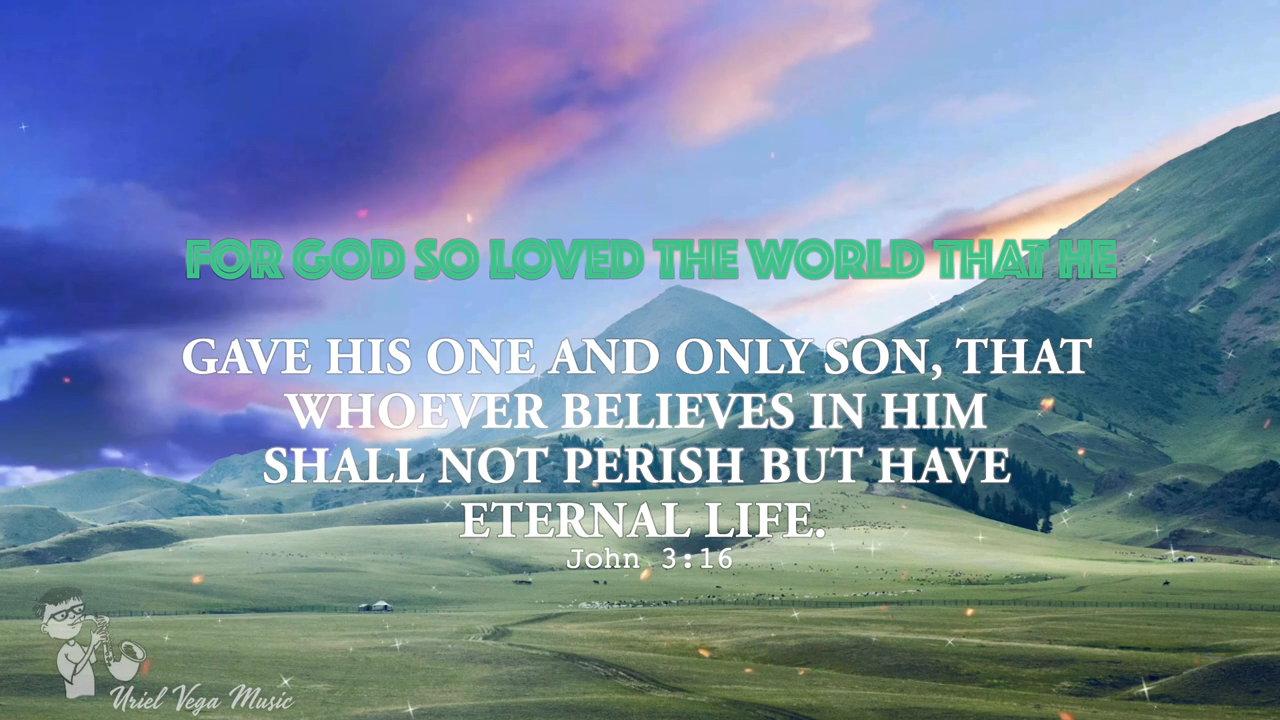 FOR GOD SO LOVED THE WORLD THAT HE
GAVE HIS ONE AND ONLY SON, THAT
WHOEVER BELIEVES IN HIM
SHALL NOT PERISH BUT HAVE
ETERNAL LIFE.
John 3:16
Uriel Vega Music